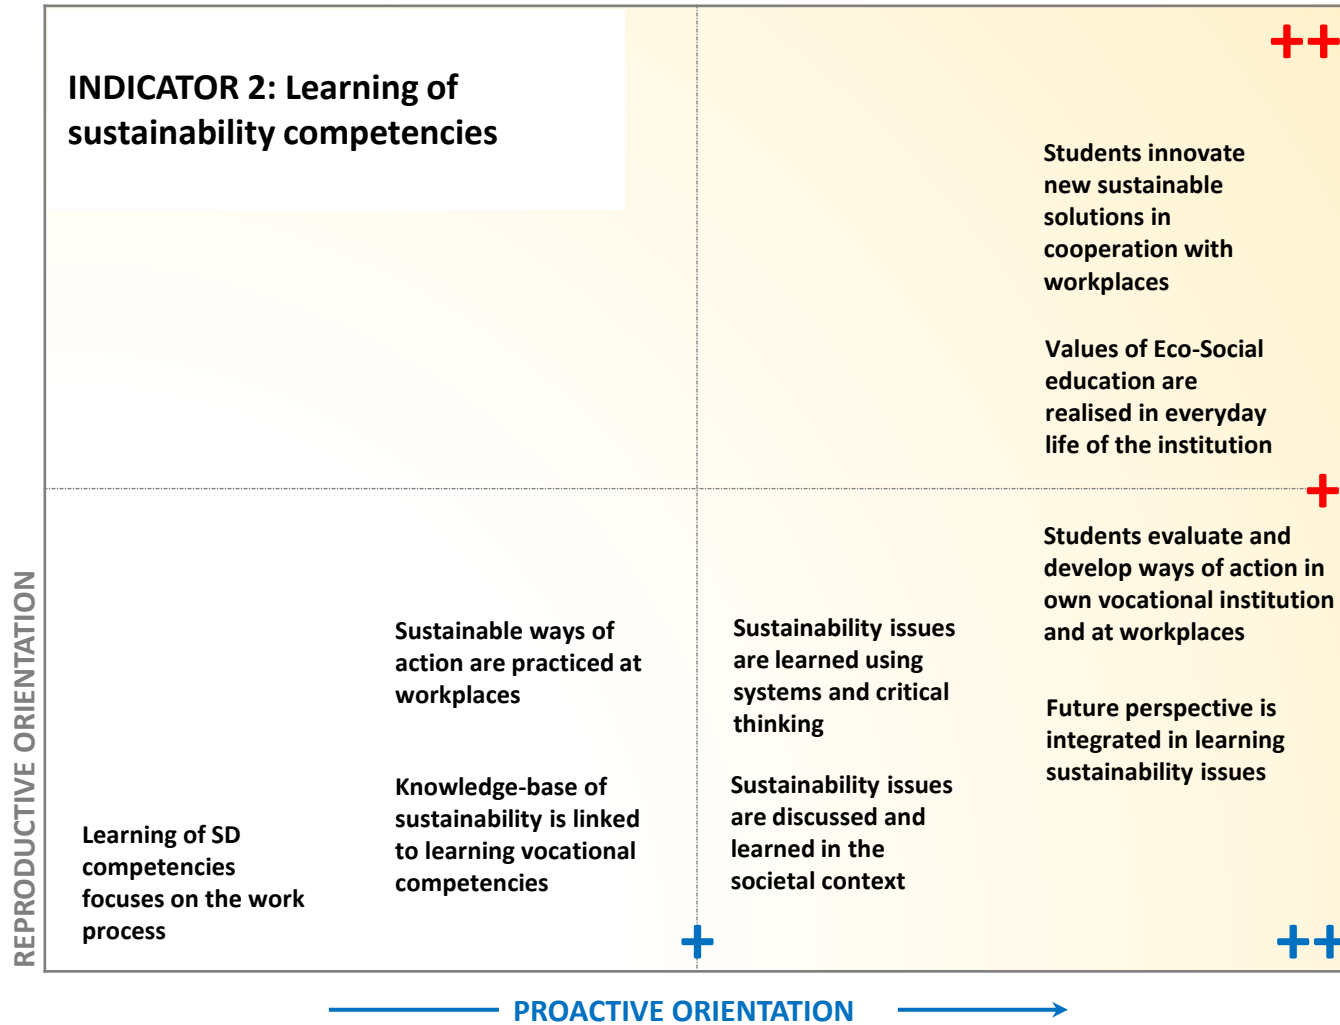 INDICATOR 2: Learning of
sustainability competencies
++
Students innovate
new sustainable
solutions in
cooperation with
workplaces
Values of Eco-Social
education are
realised in everyday
life of the institution
+
Students evaluate and
develop ways of action in
own vocational institution
and at workplaces
Future perspective is
integrated in learning
sustainability issues
Sustainable ways of
action are practiced at
workplaces
Knowledge-base of
sustainability is linked
to learning vocational
competencies
Sustainability issues
are learned using
systems and critical
thinking
Sustainability issues
are discussed and
learned in the
societal context
Learning of SD
competencies
focuses on the work
process
+
++
REPRODUCTIVE ORIENTATION
PROACTIVE ORIENTATION